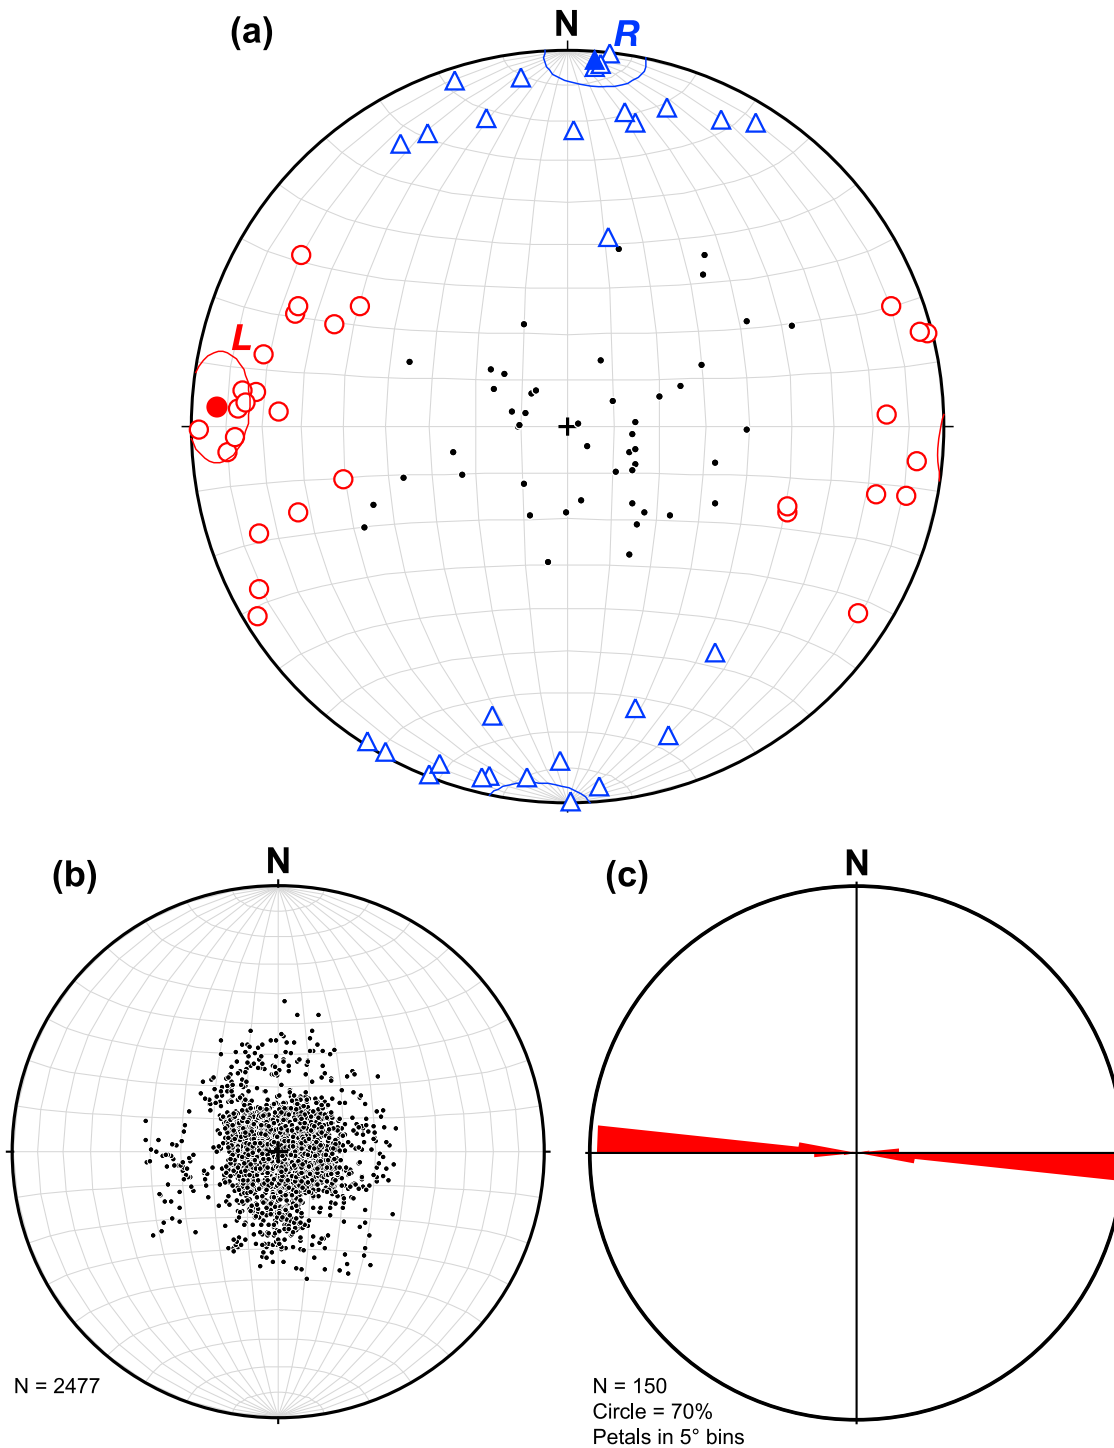 (a)
N
R
L
(b)
N
N = 2477
(c)
N
N = 150
Circle = 70%
Petals in 5° bins